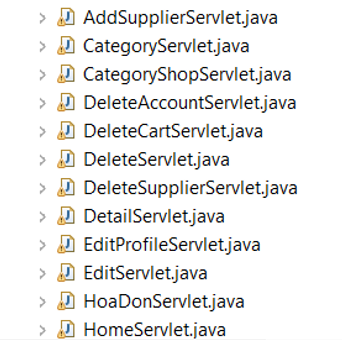 AddSupplierServlet.java
CategoryServlet.java
CategoryShopServlet.java
DeleteAccountServlet.java
DeleteCartServlet.java
DeleteServlet.java
DeleteSupplierServlet.java
DetailServlet.java
EditProfileServlet.java
EditServlet.java
HoaDonServlet.java
HomeServlet.java